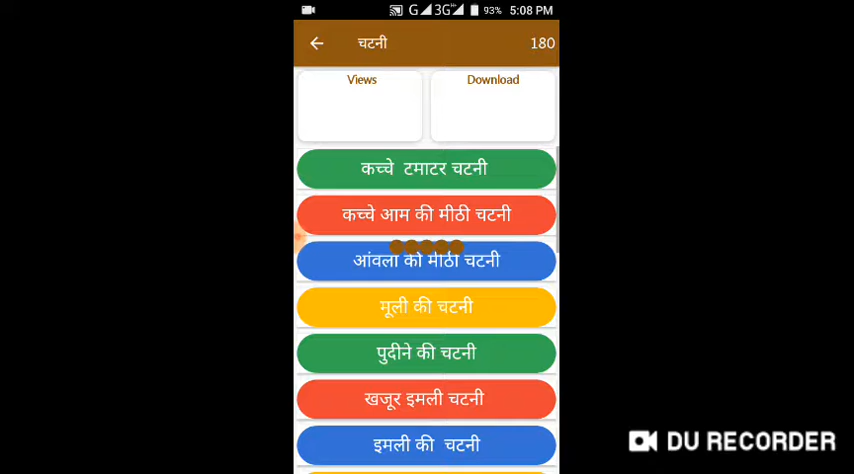 G 3G 93% 5:08 PM
चटनी 180
Views Download
कच्चे टमाटर चटनी
कच्चे आम की मीठी चटनी
आंवला की मीठी चटनी
मूली की चटनी
पुदीने की चटनी
खजूर इमली चटनी
इमली की चटनी
DU RECORDER